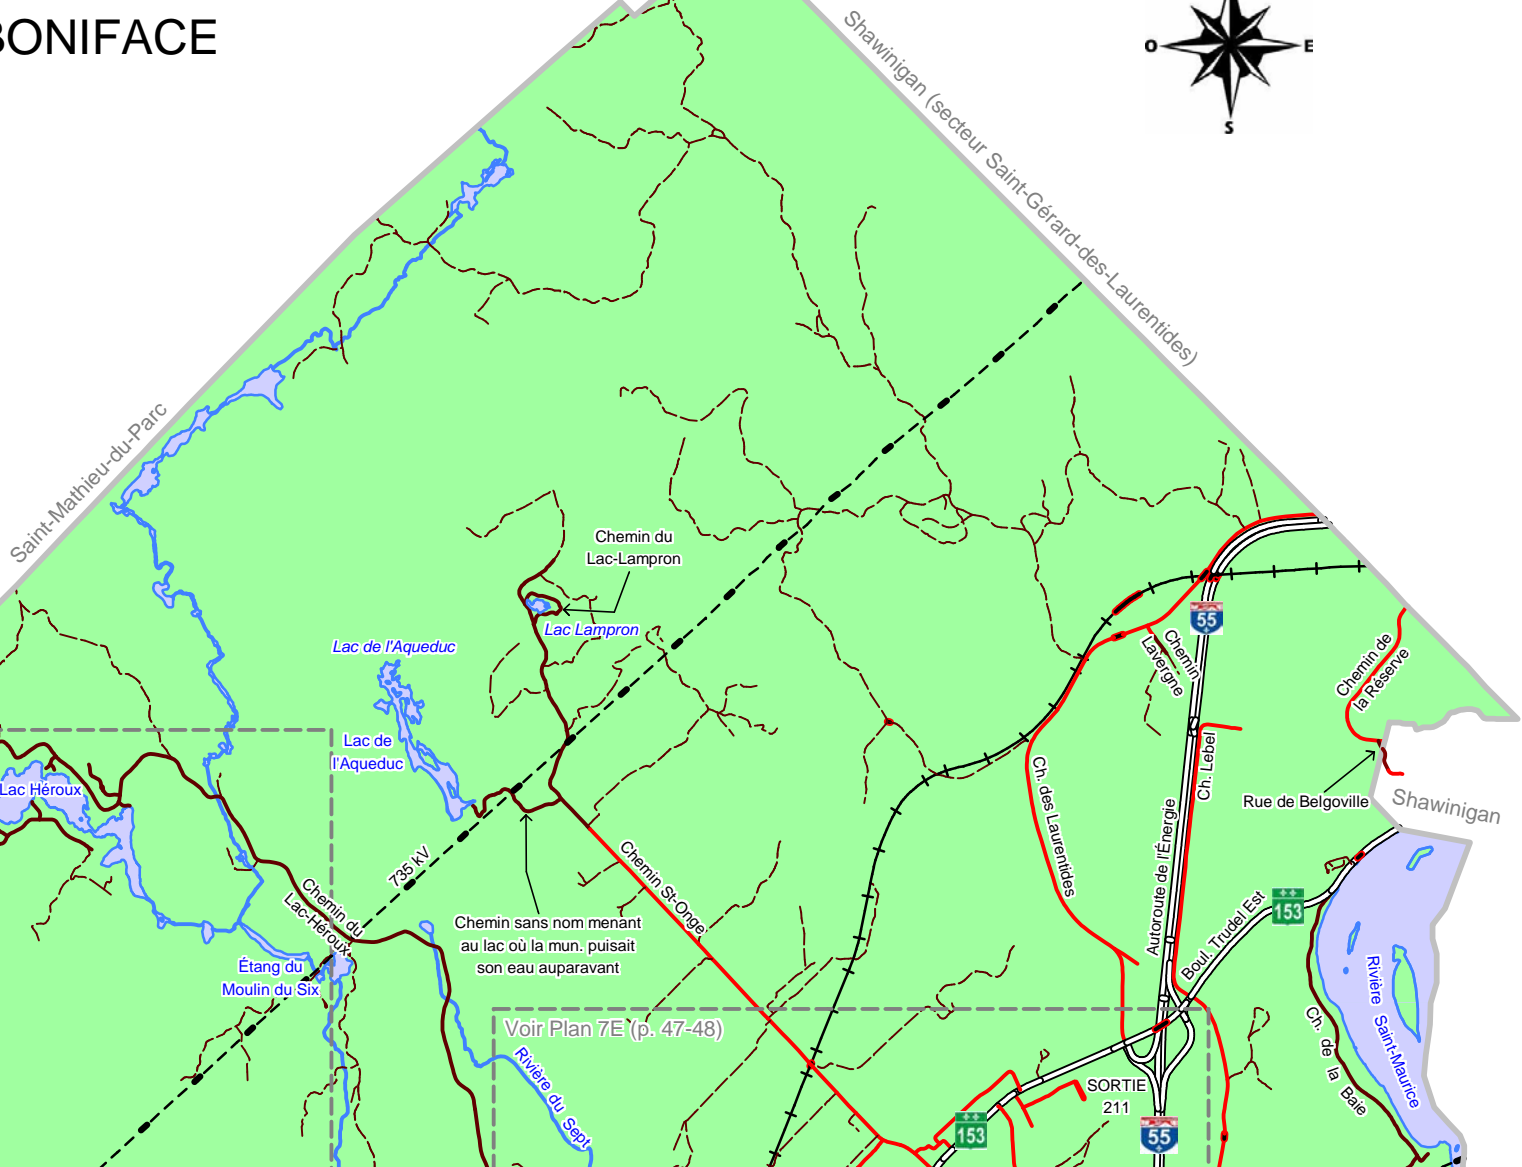 BONIFACE
O
E
S
Shawinigan (secteur Saint-Gérard-des-Laurentides)
Saint-Mathieu-du-Parc
Chemin du
Lac-Lampron
Lac Lampron
Lac de l'Aqueduc
Lac de
l'Aqueduc
Lac Héroux
55
Chemin
Lavergne
Chemin de
la Réserve
Ch. Lebel
Rue de Belgoville
Shawinigan
Ch. des Laurentides
Autoroute de l'Énergie
735 kV
Chemin St-Onge
Chemin du
Lac-Héroux
Chemin sans nom menant
au lac où la mun. puisait
son eau auparavant
Boul. Trudel Est
153
Étang du
Moulin du Six
Rivière Saint-Maurice
Voir Plan 7E (p. 47-48)
Rivière du Sept
Ch. de la Baie
SORTIE
211
153
55